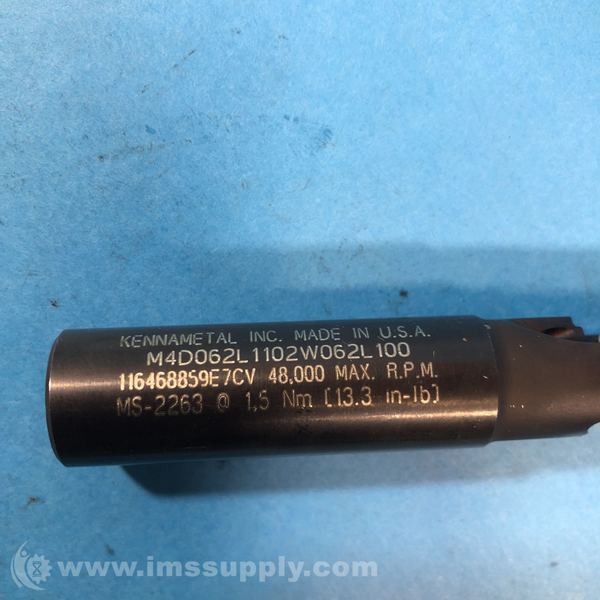 KENNAMETAL INC. MADE IN U.S.A.
M4D062L1102W062L100
116468859E7CV 48,000 MAX. R.P.M.
MS-2263 @ 1,5 Nm [13.3 in-lb]
© www.imssupply.com